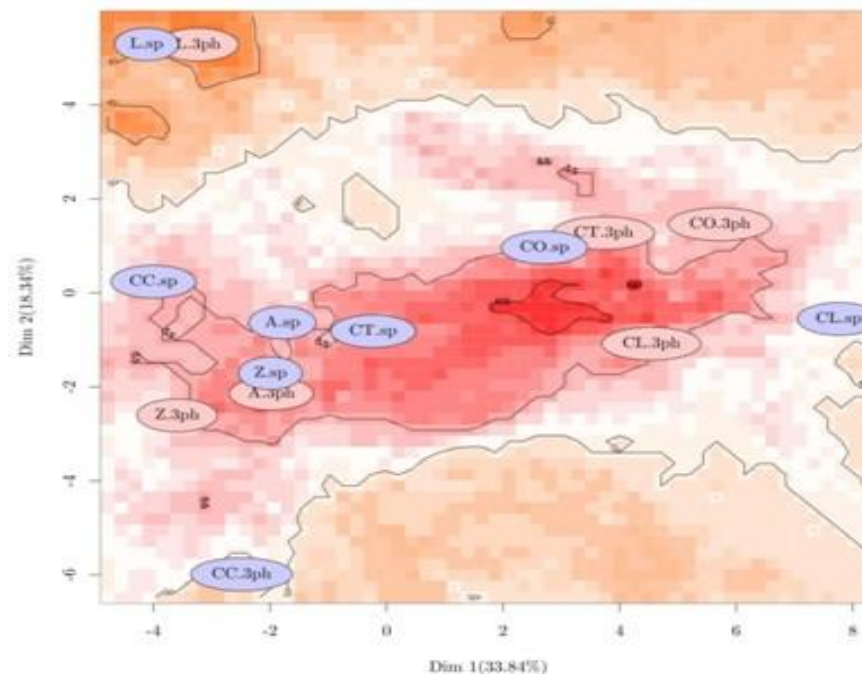 L.sp L.3ph
4
2
CO.sp CT.3ph CO.3ph
CC.sp
0
A.sp CT.sp CL.sp
CL.3ph
Z.sp
A.3ph
-2
Z.3ph
-4
CC.3ph
-6
-4 -2 0 2 4 6 8
Dim 1(33.84%)
Dim 2(18.34%)